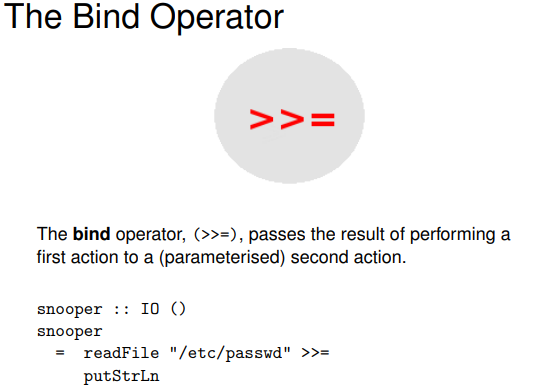 The Bind Operator
>>=
The bind operator, (>>=), passes the result of performing a
first action to a (parameterised) second action.
snooper :: IO ()
snooper
  =  readFile "/etc/passwd" >>=
     putStrLn